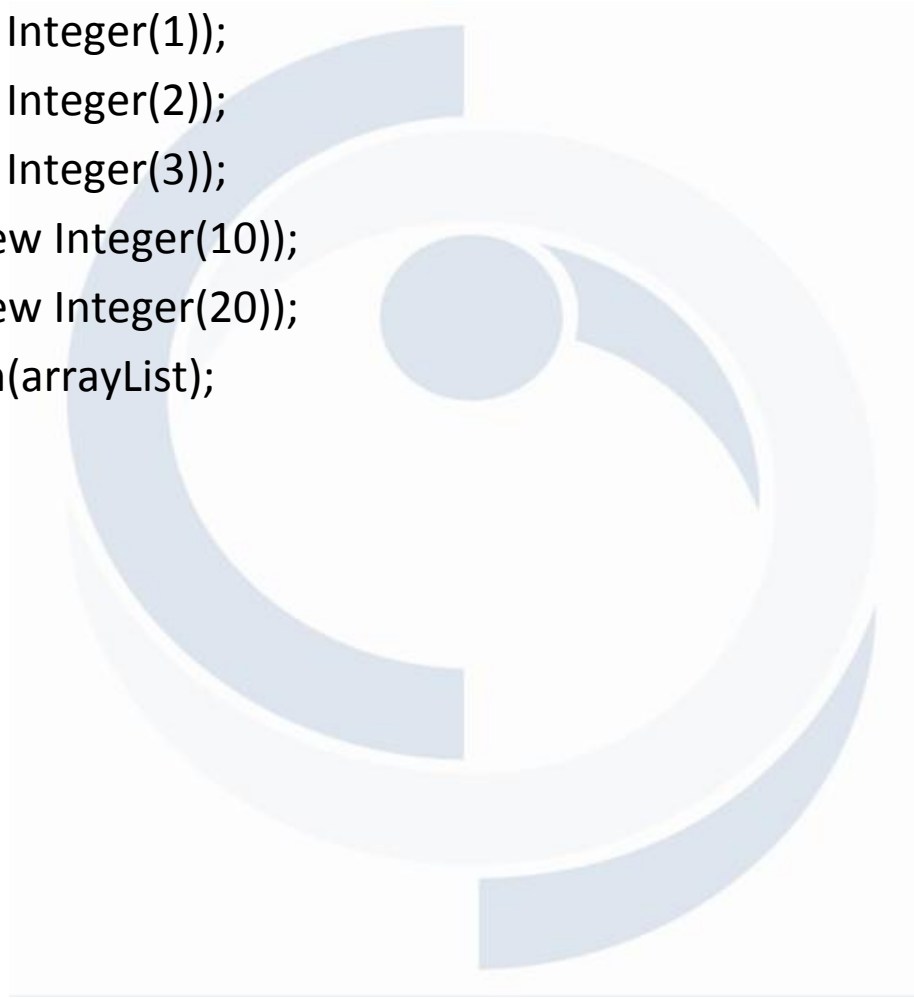 Integer(1));
Integer(2));
Integer(3));
ew Integer(10));
ew Integer(20));
(arrayList);